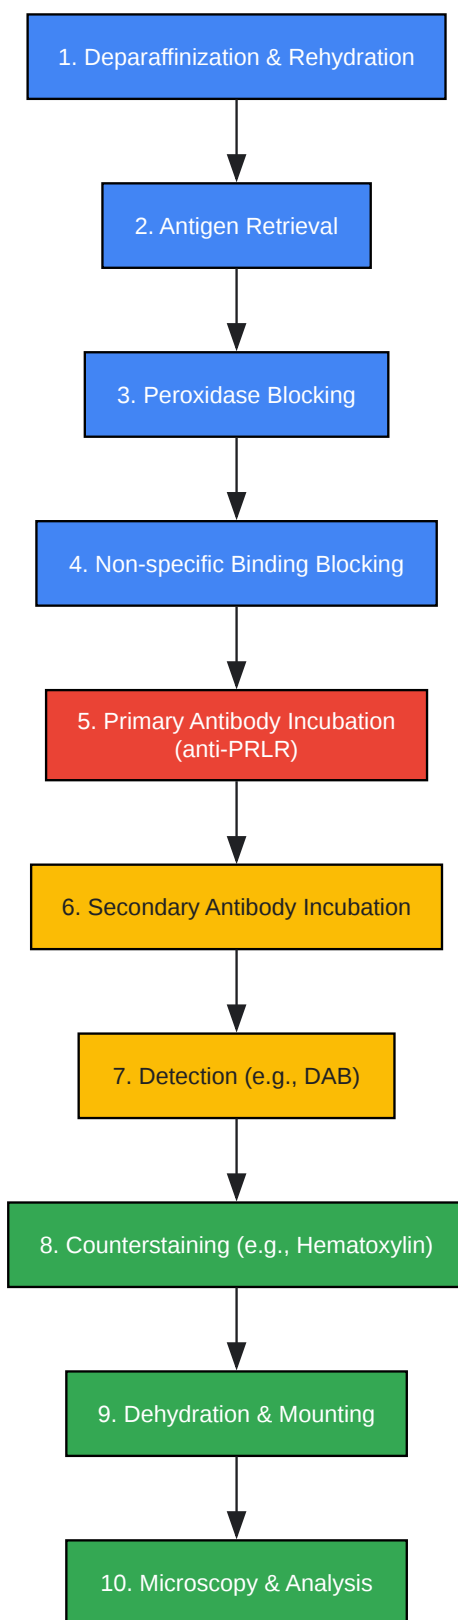 1. Deparaffinization & Rehydration
2. Antigen Retrieval
3. Peroxidase Blocking
4. Non-specific Binding Blocking
5. Primary Antibody Incubation
(anti-PRLR)
6. Secondary Antibody Incubation
7. Detection (e.g., DAB)
8. Counterstaining (e.g., Hematoxylin)
9. Dehydration & Mounting
10. Microscopy & Analysis